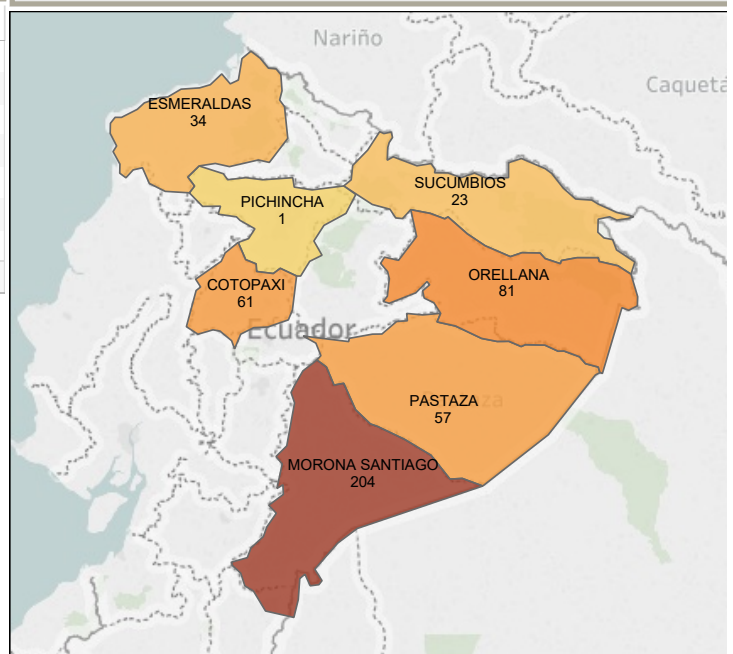 Nariño
Caquetá
ESMERALDAS
34
SUCUMBIOS
23
PICHINCHA
1
COTOPAXI
61
ORELLANA
81
Ecuador
PASTAZA
57
MORONA SANTIAGO
204